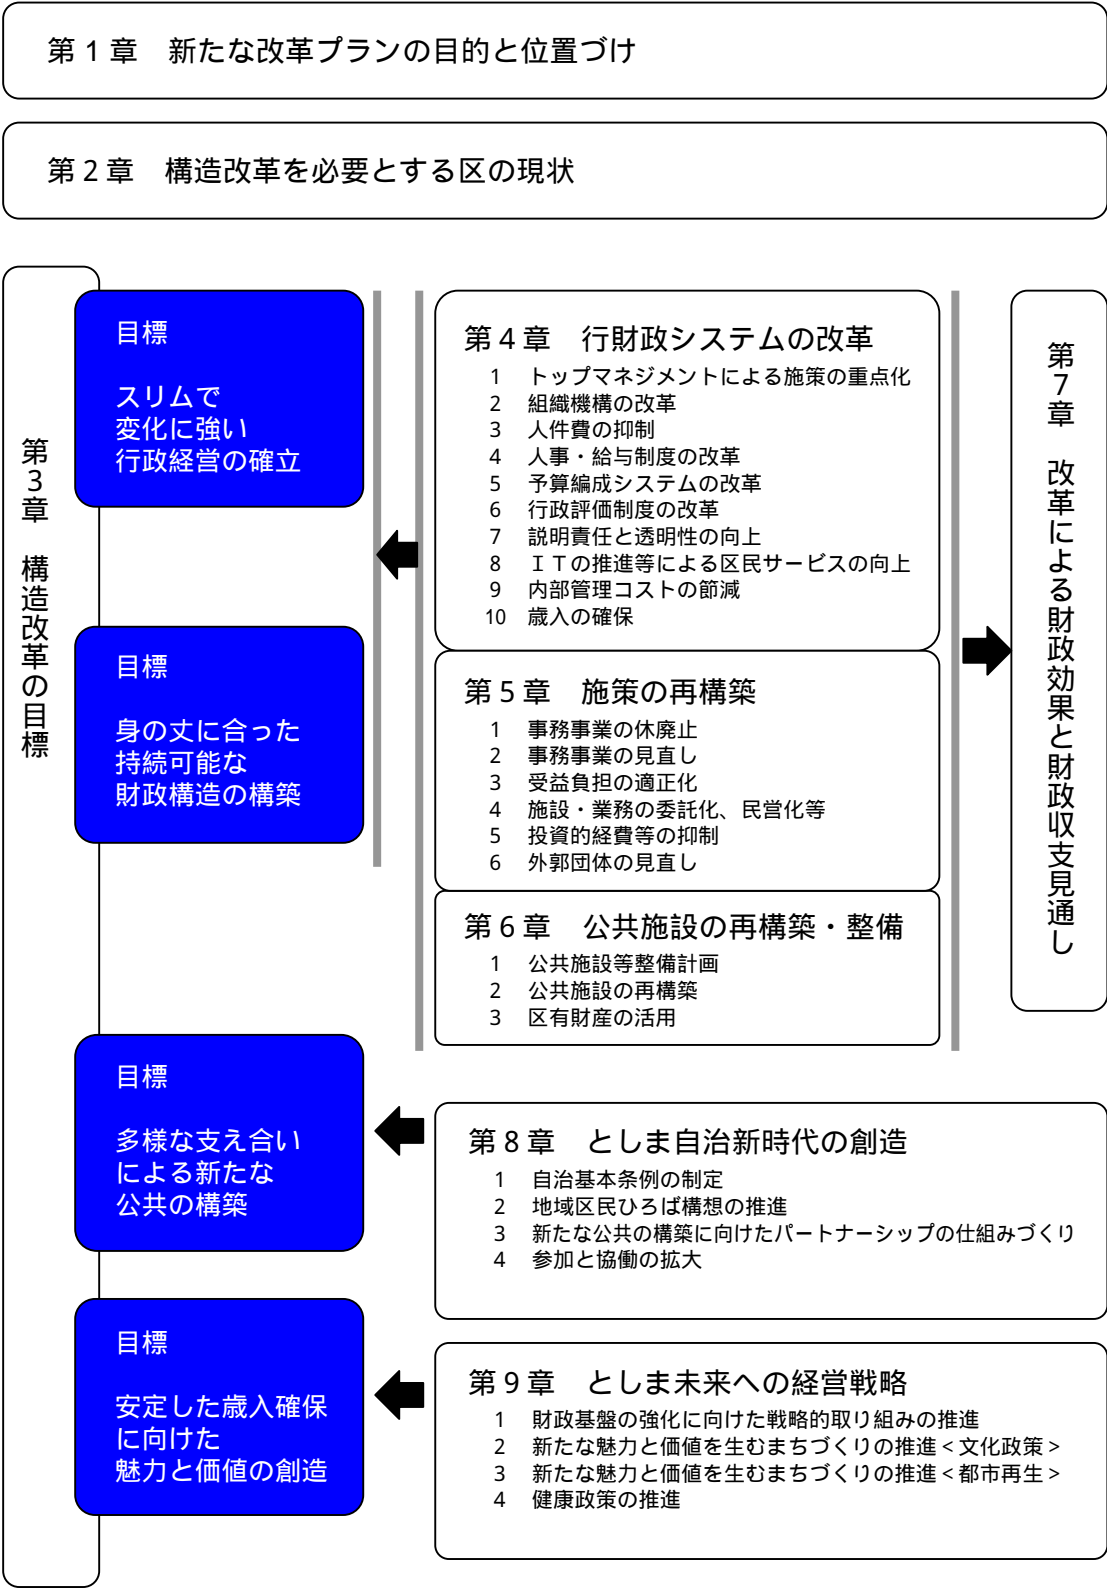 第１章　新たな改革プランの目的と位置づけ
第２章　構造改革を必要とする区の現状
第３章　構造改革の目標
目標
スリムで
変化に強い
行政経営の確立
目標
身の丈に合った
持続可能な
財政構造の構築
目標
多様な支え合い
による新たな
公共の構築
目標
安定した歳入確保
に向けた
魅力と価値の創造
第４章　行財政システムの改革
1　トップマネジメントによる施策の重点化
2　組織機構の改革
3　人件費の抑制
4　人事・給与制度の改革
5　予算編成システムの改革
6　行政評価制度の改革
7　説明責任と透明性の向上
8　ＩＴの推進等による区民サービスの向上
9　内部管理コストの節減
10　歳入の確保
第５章　施策の再構築
1　事務事業の休廃止
2　事務事業の見直し
3　受益負担の適正化
4　施設・業務の委託化、民営化等
5　投資的経費等の抑制
6　外郭団体の見直し
第６章　公共施設の再構築・整備
1　公共施設等整備計画
2　公共施設の再構築
3　区有財産の活用
第７章　改革による財政効果と財政収支見通し
第８章　としま自治新時代の創造
1　自治基本条例の制定
2　地域区民ひろば構想の推進
3　新たな公共の構築に向けたパートナーシップの仕組みづくり
4　参加と協働の拡大
第９章　としま未来への経営戦略
1　財政基盤の強化に向けた戦略的取り組みの推進
2　新たな魅力と価値を生むまちづくりの推進＜文化政策＞
3　新たな魅力と価値を生むまちづくりの推進＜都市再生＞
4　健康政策の推進